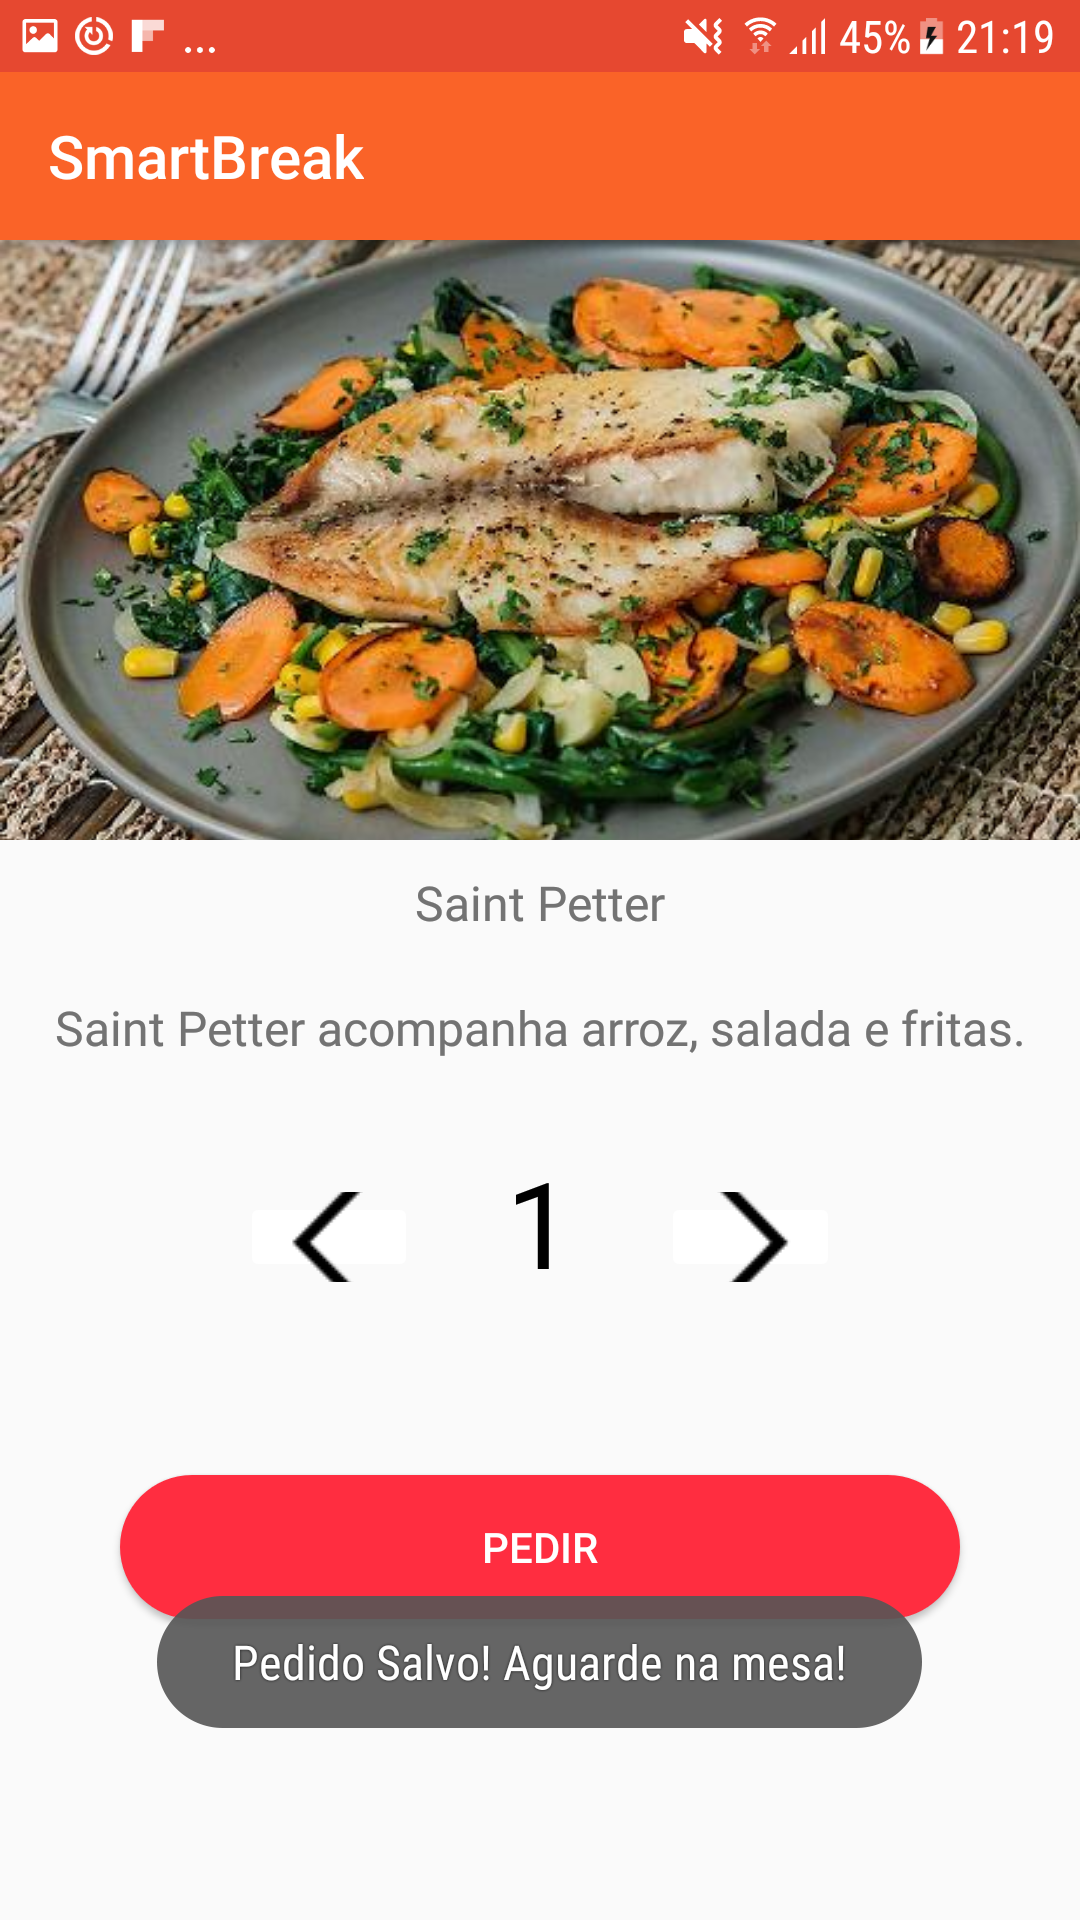 ... 45% 21:19
SmartBreak
Saint Petter
Saint Petter acompanha arroz, salada e fritas.
1
PEDIR
Pedido Salvo! Aguarde na mesa!